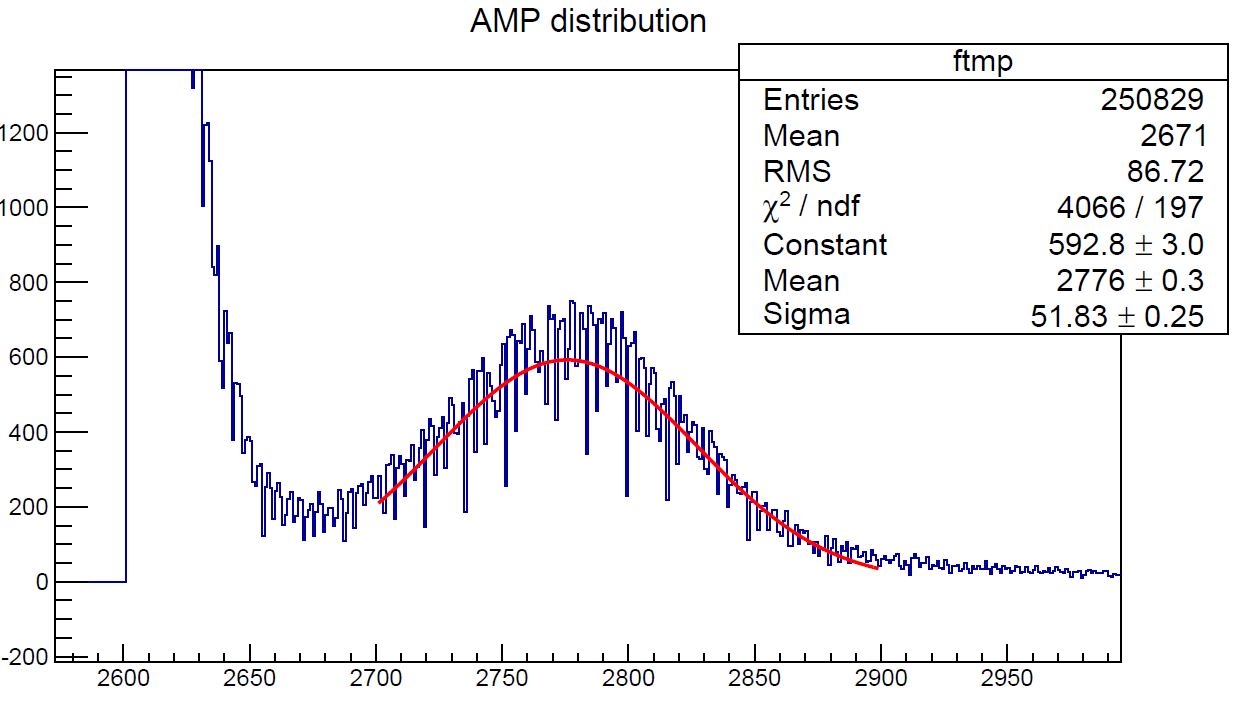 AMP distribution
ftmp
Entries 250829
Mean 2671
RMS 86.72
χ² / ndf 4066 / 197
Constant 592.8 ± 3.0
Mean 2776 ± 0.3
Sigma 51.83 ± 0.25
1200
1000
800
600
400
200
0
-200
2600 2650 2700 2750 2800 2850 2900 2950